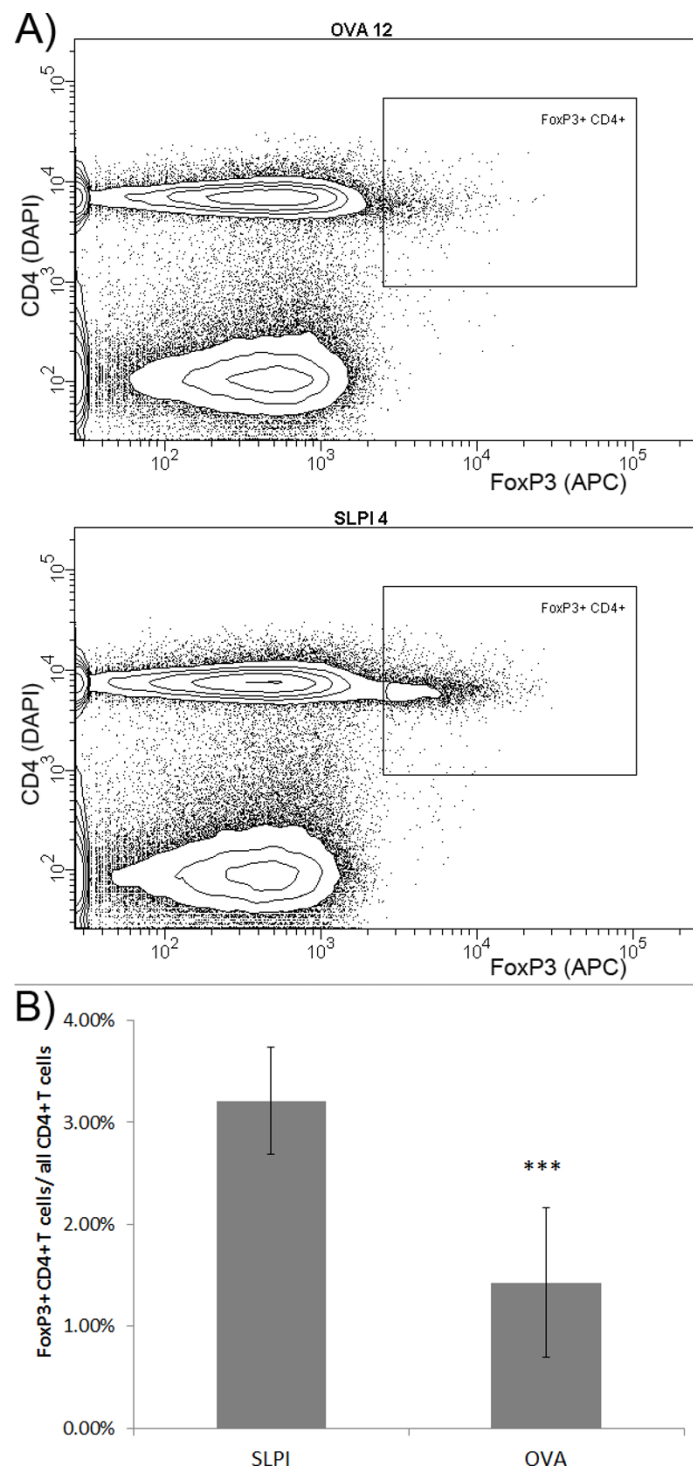 A)
OVA 12
FoxP3+ CD4+
10^5
10^4
10^3
10^2
CD4 (DAPI)
10^2 10^3 10^4 10^5
FoxP3 (APC)
SLPI 4
FoxP3+ CD4+
10^5
10^4
10^3
10^2
CD4 (DAPI)
10^2 10^3 10^4 10^5
FoxP3 (APC)
B)
FoxP3+ CD4+T cells/ all CD4+T cells
4.00%
3.00%
2.00%
1.00%
0.00%
***
SLPI OVA